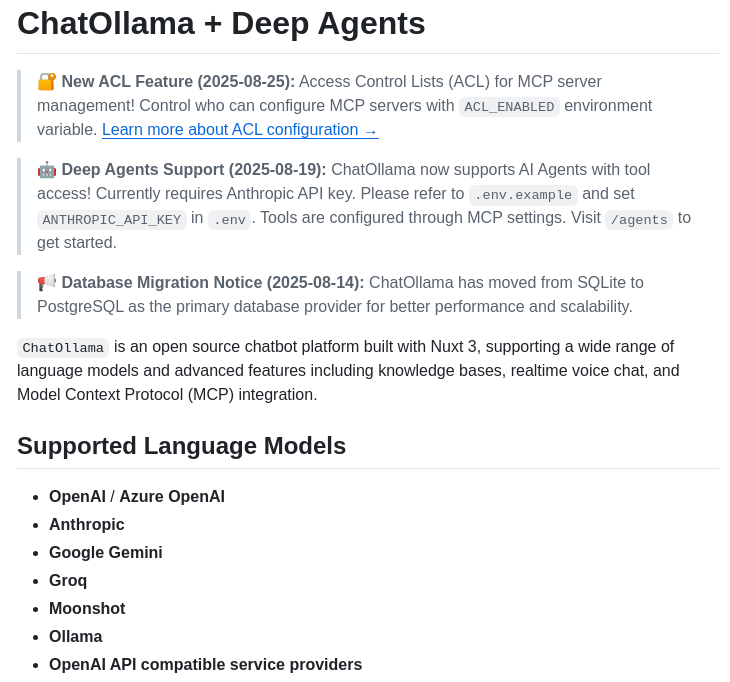 ChatOllama + Deep Agents
🔐 New ACL Feature (2025-08-25): Access Control Lists (ACL) for MCP server
management! Control who can configure MCP servers with ACL_ENABLED environment
variable. Learn more about ACL configuration →
🤖 Deep Agents Support (2025-08-19): ChatOllama now supports AI Agents with tool
access! Currently requires Anthropic API key. Please refer to .env.example and set
ANTHROPIC_API_KEY in .env. Tools are configured through MCP settings. Visit /agents to
get started.
📢 Database Migration Notice (2025-08-14): ChatOllama has moved from SQLite to
PostgreSQL as the primary database provider for better performance and scalability.
ChatOllama is an open source chatbot platform built with Nuxt 3, supporting a wide range of
language models and advanced features including knowledge bases, realtime voice chat, and
Model Context Protocol (MCP) integration.
Supported Language Models
• OpenAI / Azure OpenAI
• Anthropic
• Google Gemini
• Groq
• Moonshot
• Ollama
• OpenAI API compatible service providers